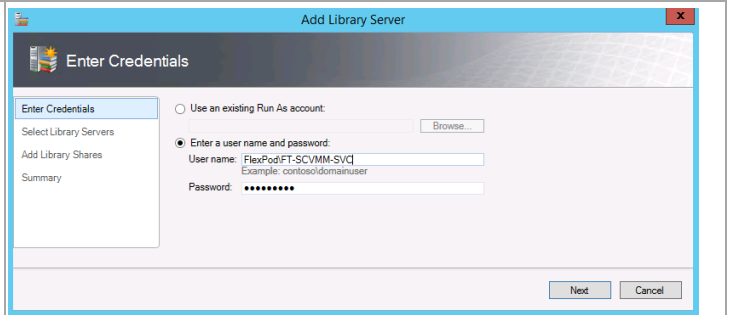 Add Library Server
x
Enter Credentials
Enter Credentials
Select Library Servers
Add Library Shares
Summary
Use an existing Run As account:
Browse...
Enter a user name and password:
User name: FlexPod\FT-SCVMM-SVC
Example: contoso\domainuser
Password: ●●●●●●●●●
Next Cancel